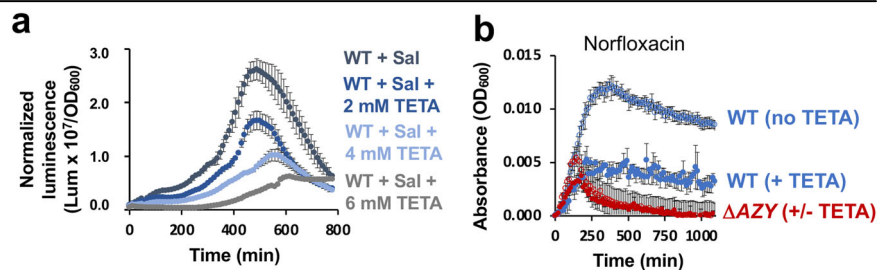 a
Normalized
luminescence
(Lum x 10⁷/OD₆₀₀)
3.0
2.0
1.0
0.0
0 200 400 600 800
Time (min)
WT + Sal
WT + Sal +
2 mM TETA
WT + Sal +
4 mM TETA
WT + Sal +
6 mM TETA
b
Norfloxacin
Absorbance (OD₆₀₀)
0.015
0.010
0.005
0.000
0 250 500 750 1000
Time (min)
WT (no TETA)
WT (+ TETA)
ΔAZY (+/- TETA)